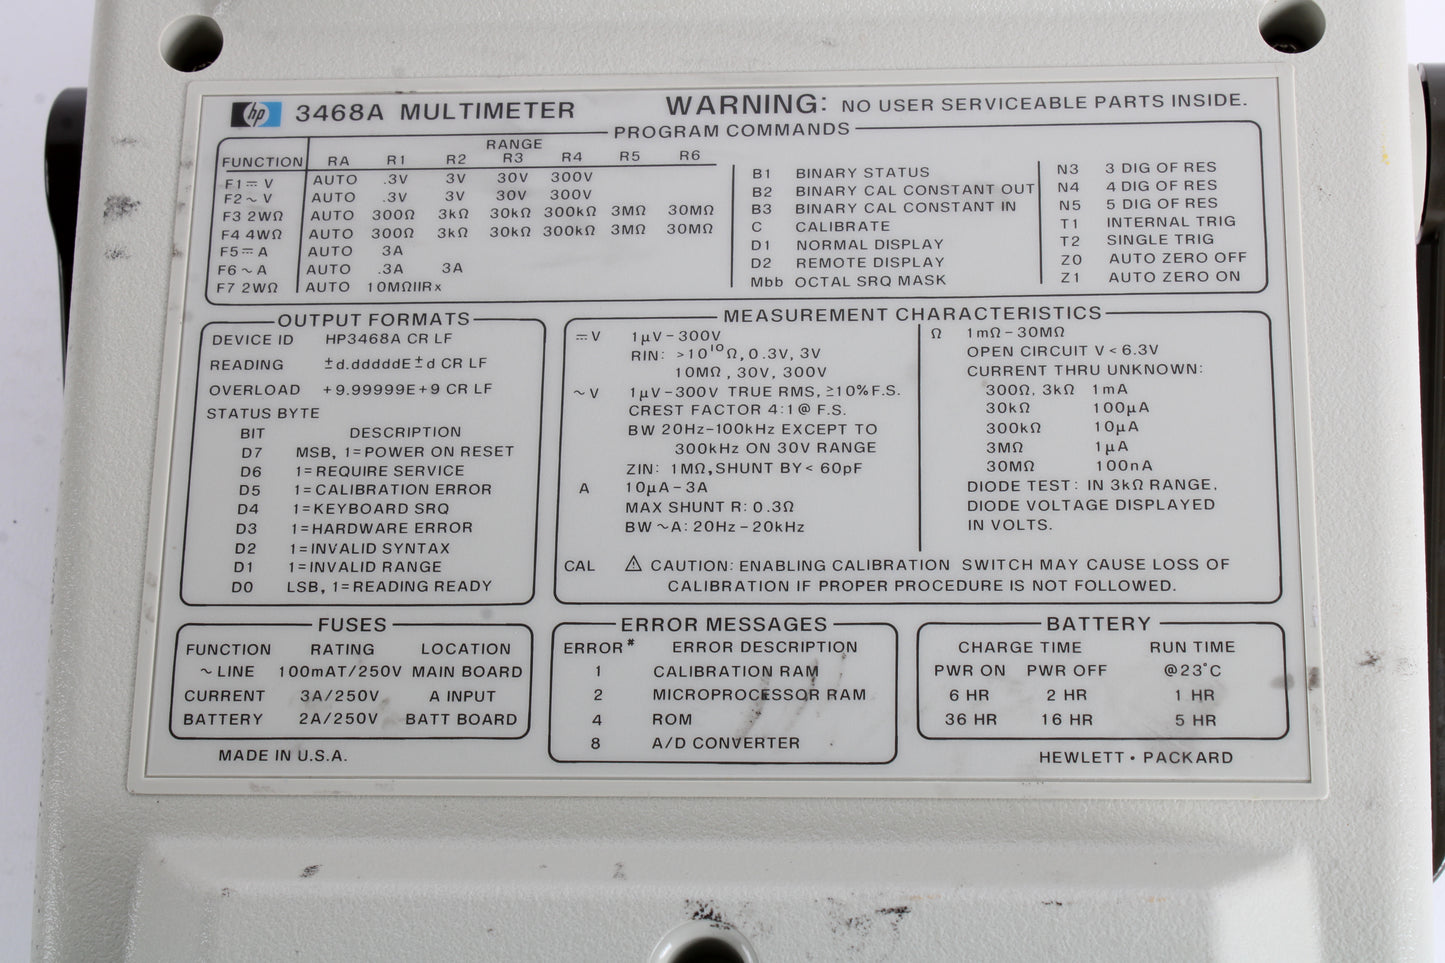 hp 3468A MULTIMETER WARNING: NO USER SERVICEABLE PARTS INSIDE.
PROGRAM COMMANDS
RANGE
FUNCTION RA R1 R2 R3 R4 R5 R6
F1⎓V AUTO .3V 3V 30V 300V
F2~V AUTO .3V 3V 30V 300V
F3 2WΩ AUTO 300Ω 3kΩ 30kΩ 300kΩ 3MΩ 30MΩ
F4 4WΩ AUTO 300Ω 3kΩ 30kΩ 300kΩ 3MΩ 30MΩ
F5⎓A AUTO 3A
F6~A AUTO .3A 3A
F7 2WΩ AUTO 10MΩIIRx
B1 BINARY STATUS
B2 BINARY CAL CONSTANT OUT
B3 BINARY CAL CONSTANT IN
C CALIBRATE
D1 NORMAL DISPLAY
D2 REMOTE DISPLAY
Mbb OCTAL SRQ MASK
N3 3 DIG OF RES
N4 4 DIG OF RES
N5 5 DIG OF RES
T1 INTERNAL TRIG
T2 SINGLE TRIG
Z0 AUTO ZERO OFF
Z1 AUTO ZERO ON
OUTPUT FORMATS
DEVICE ID HP3468A CR LF
READING ±d.dddddE±d CR LF
OVERLOAD +9.99999E+9 CR LF
STATUS BYTE
BIT DESCRIPTION
D7 MSB, 1=POWER ON RESET
D6 1=REQUIRE SERVICE
D5 1=CALIBRATION ERROR
D4 1=KEYBOARD SRQ
D3 1=HARDWARE ERROR
D2 1=INVALID SYNTAX
D1 1=INVALID RANGE
D0 LSB, 1=READING READY
MEASUREMENT CHARACTERISTICS
⎓V 1µV-300V
RIN: >10¹⁰Ω, 0.3V, 3V
10MΩ, 30V, 300V
~V 1µV-300V TRUE RMS, ≥10% F.S.
CREST FACTOR 4:1 @ F.S.
BW 20Hz-100kHz EXCEPT TO
300kHz ON 30V RANGE
ZIN: 1MΩ, SHUNT BY < 60pF
A 10µA-3A
MAX SHUNT R: 0.3Ω
BW ~A: 20Hz-20kHz
Ω 1mΩ-30MΩ
OPEN CIRCUIT V < 6.3V
CURRENT THRU UNKNOWN:
300Ω, 3kΩ 1mA
30kΩ 100µA
300kΩ 10µA
3MΩ 1µA
30MΩ 100nA
DIODE TEST: IN 3kΩ RANGE.
DIODE VOLTAGE DISPLAYED
IN VOLTS.
CAL ⚠ CAUTION: ENABLING CALIBRATION SWITCH MAY CAUSE LOSS OF
CALIBRATION IF PROPER PROCEDURE IS NOT FOLLOWED.
FUSES
FUNCTION RATING LOCATION
~LINE 100mAT/250V MAIN BOARD
CURRENT 3A/250V A INPUT
BATTERY 2A/250V BATT BOARD
ERROR MESSAGES
ERROR* ERROR DESCRIPTION
1 CALIBRATION RAM
2 MICROPROCESSOR RAM
4 ROM
8 A/D CONVERTER
BATTERY
CHARGE TIME RUN TIME
PWR ON PWR OFF @23°C
6 HR 2 HR 1 HR
36 HR 16 HR 5 HR
MADE IN U.S.A. HEWLETT • PACKARD